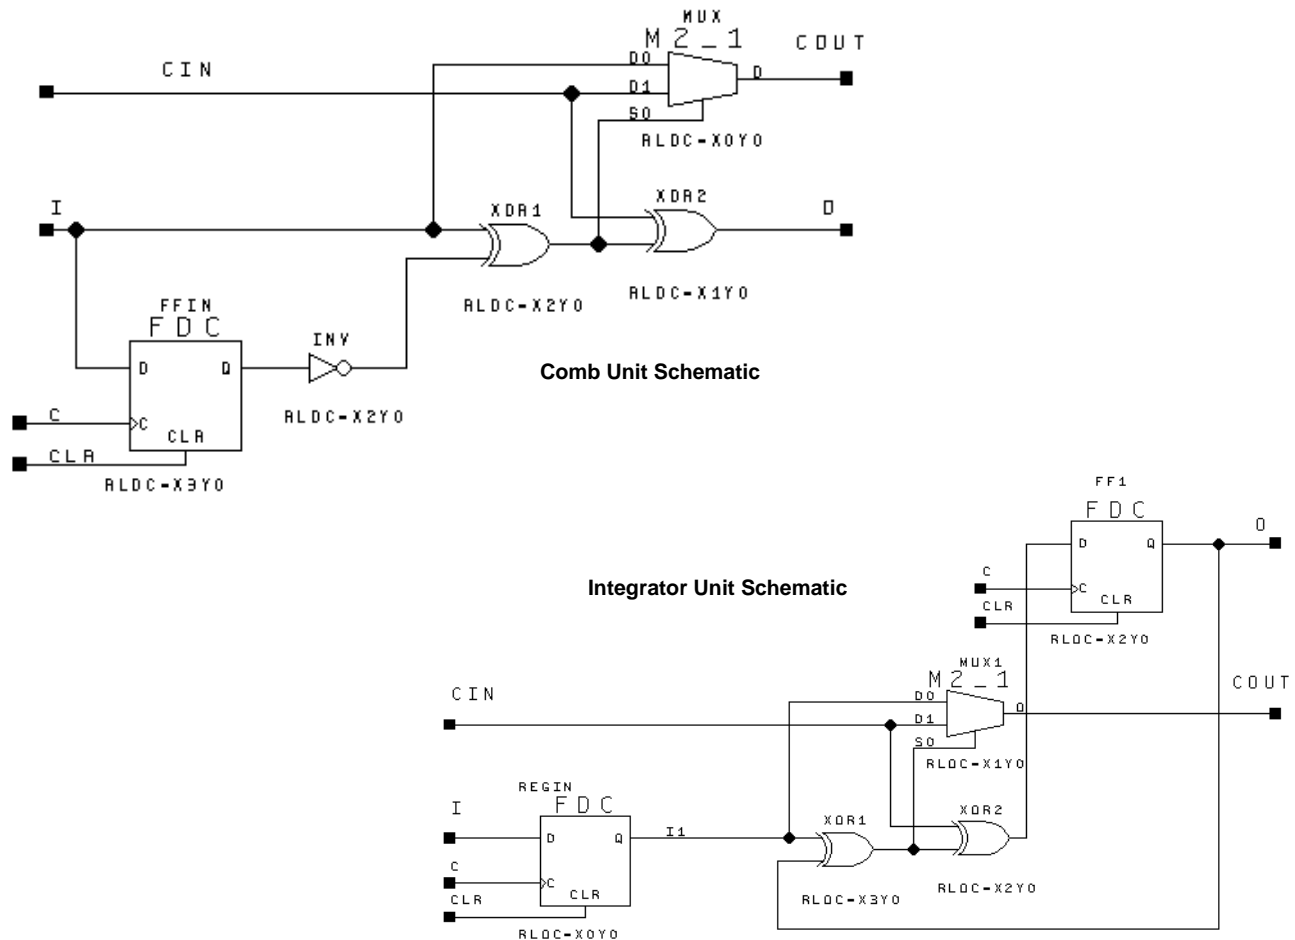 MUX
M2_1
COUT
CIN
D0
D1
D
S0
RLOC=X0Y0
I
XOR1
XOR2
O
RLOC=X2Y0
RLOC=X1Y0
FFIN
FDC
INV
D
Q
Comb Unit Schematic
C
C
CLR
RLOC=X2Y0
CLR
RLOC=X3Y0
FF1
FDC
O
D
Q
Integrator Unit Schematic
C
C
CLR
CLR
RLOC=X2Y0
MUX1
M2_1
COUT
CIN
D0
D1
O
S0
RLOC=X1Y0
REGIN
FDC
I
XOR1
XOR2
D
Q
I1
C
C
CLR
CLR
RLOC=X3Y0
RLOC=X2Y0
RLOC=X0Y0